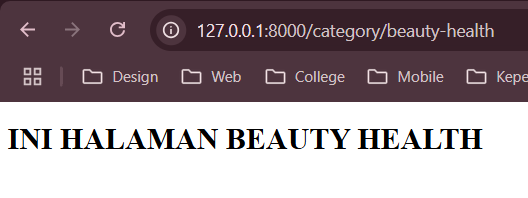 127.0.0.1:8000/category/beauty-health
Design Web College Mobile Kepe
INI HALAMAN BEAUTY HEALTH